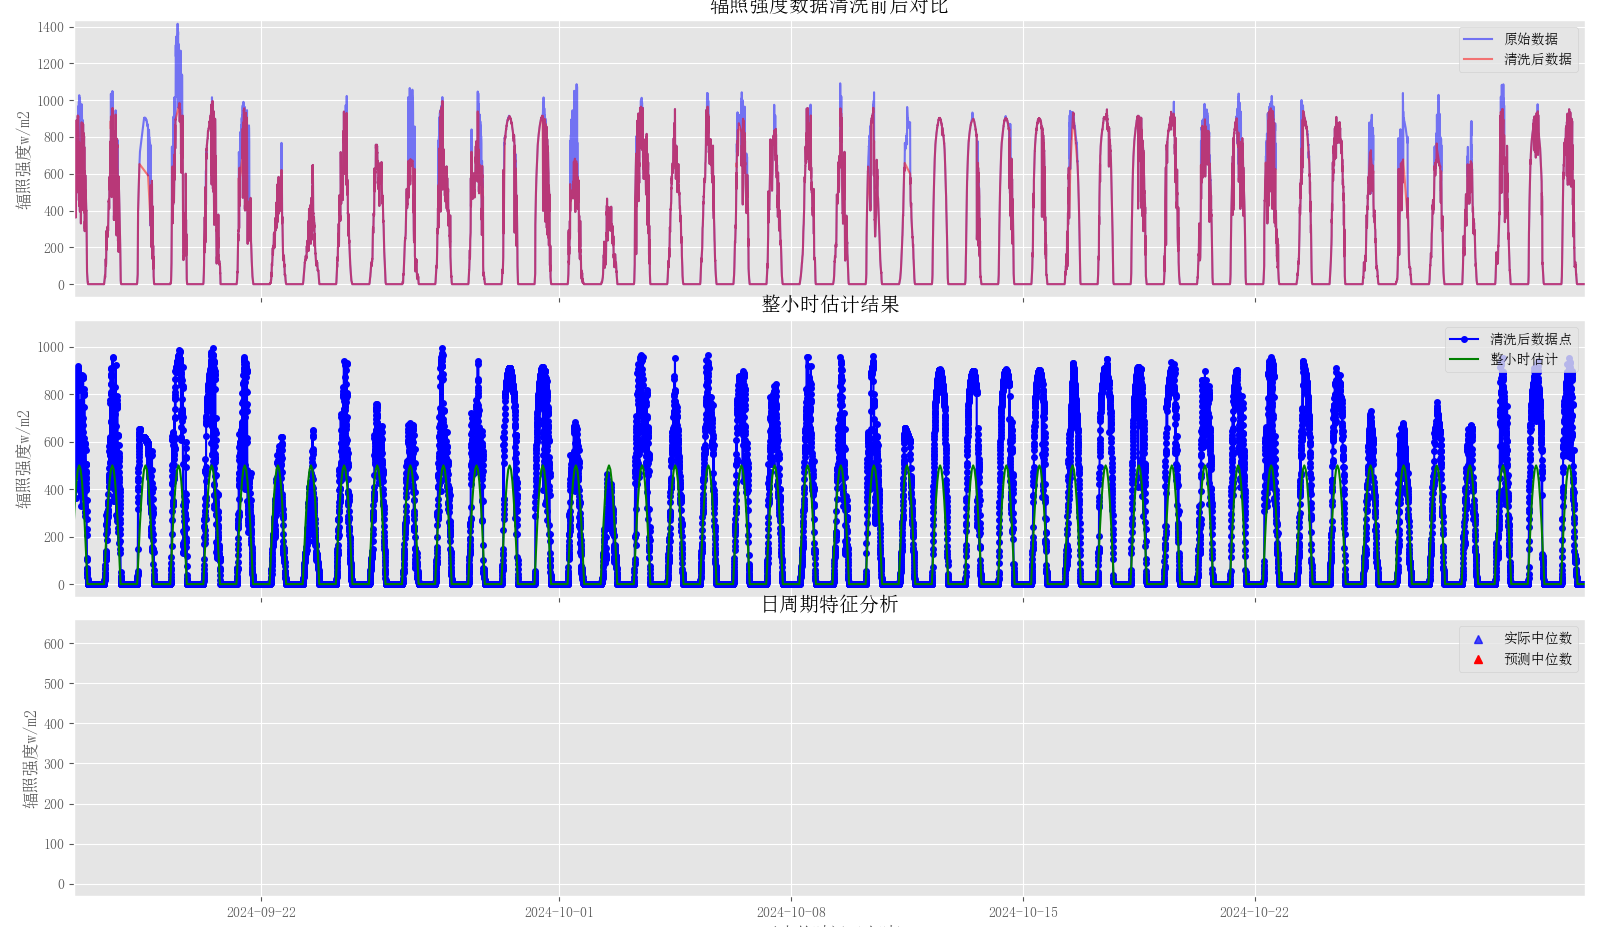 辐照强度数据清洗前后对比
1400
1200
1000
800
600
400
200
0
辐照强度w/m2
原始数据
清洗后数据
整小时估计结果
1000
800
600
400
200
0
辐照强度w/m2
清洗后数据点
整小时估计
日周期特征分析
600
500
400
300
200
100
0
辐照强度w/m2
实际中位数
预测中位数
2024-09-22
2024-10-01
2024-10-08
2024-10-15
2024-10-22